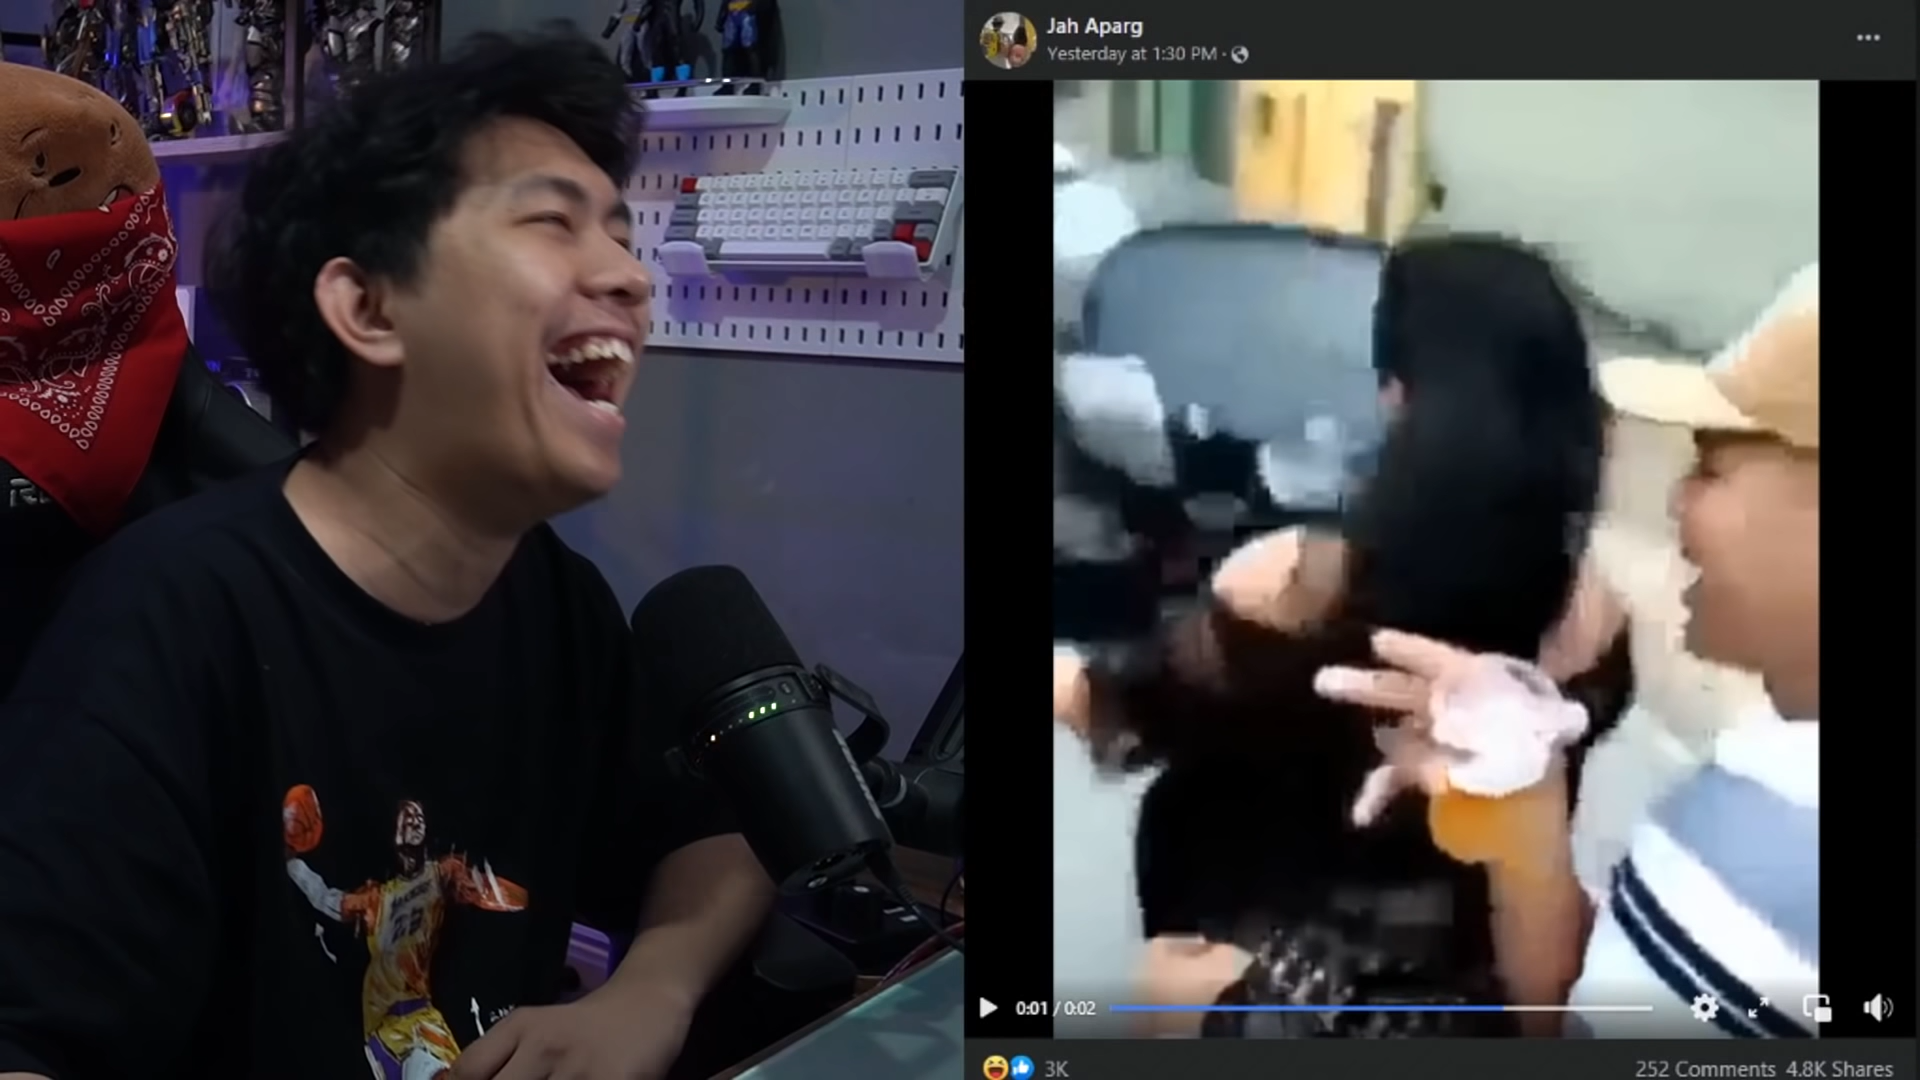 Jah Aparg
Yesterday at 1:30 PM ·
0:01 / 0:02
3K
252 Comments 4.8K Shares